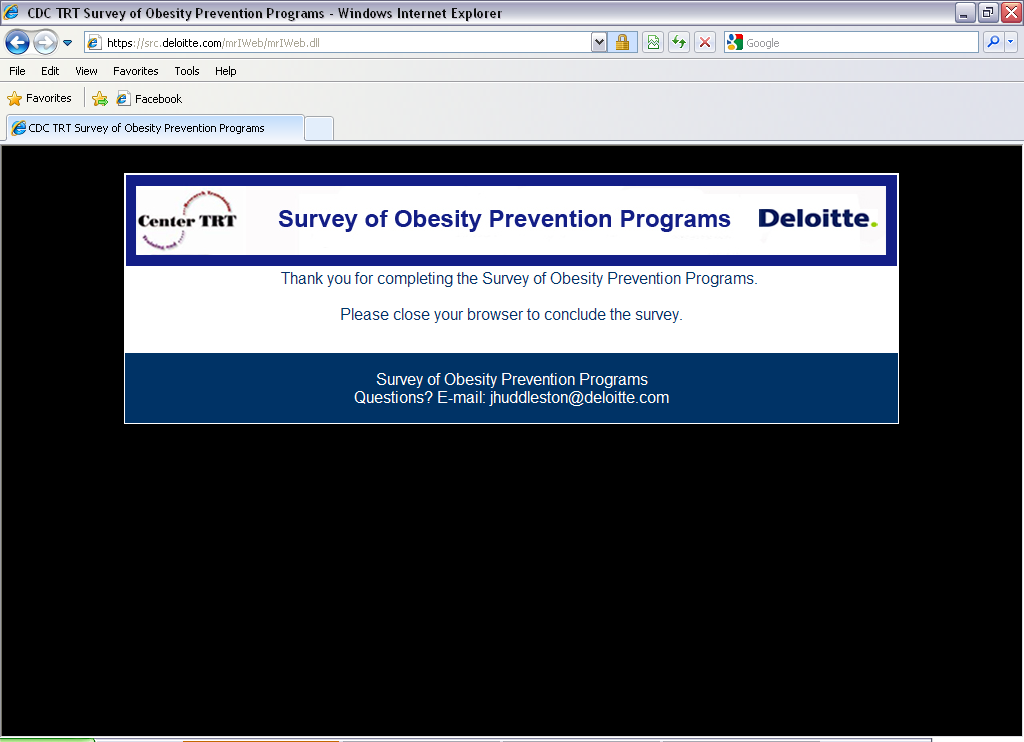 CDC TRT Survey of Obesity Prevention Programs - Windows Internet Explorer
https://src.deloitte.com/mrIWeb/mrIWeb.dll
Google
File Edit View Favorites Tools Help
Favorites Facebook
CDC TRT Survey of Obesity Prevention Programs
Center TRT
Survey of Obesity Prevention Programs
Deloitte.
Thank you for completing the Survey of Obesity Prevention Programs.
Please close your browser to conclude the survey.
Survey of Obesity Prevention Programs
Questions? E-mail: jhuddleston@deloitte.com